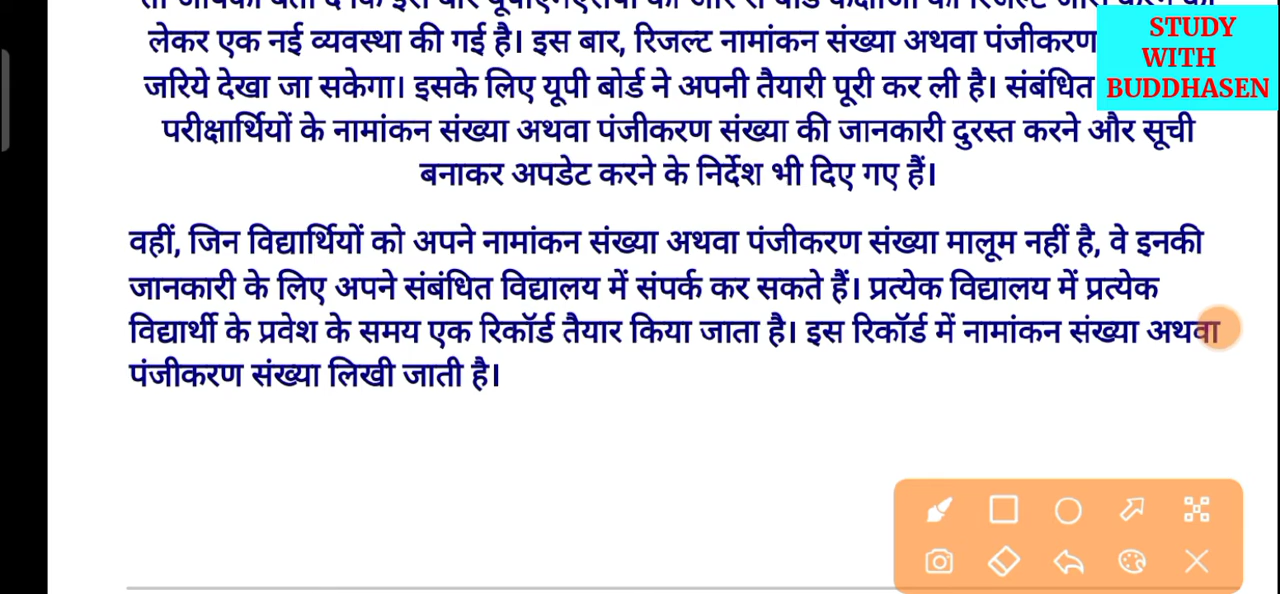 लेकर एक नई व्यवस्था की गई है। इस बार, रिजल्ट नामांकन संख्या अथवा पंजीकरण
जरिये देखा जा सकेगा। इसके लिए यूपी बोर्ड ने अपनी तैयारी पूरी कर ली है। संबंधित
परीक्षार्थियों के नामांकन संख्या अथवा पंजीकरण संख्या की जानकारी दुरस्त करने और सूची
बनाकर अपडेट करने के निर्देश भी दिए गए हैं।
वहीं, जिन विद्यार्थियों को अपने नामांकन संख्या अथवा पंजीकरण संख्या मालूम नहीं है, वे इनकी
जानकारी के लिए अपने संबंधित विद्यालय में संपर्क कर सकते हैं। प्रत्येक विद्यालय में प्रत्येक
विद्यार्थी के प्रवेश के समय एक रिकॉर्ड तैयार किया जाता है। इस रिकॉर्ड में नामांकन संख्या अथवा
पंजीकरण संख्या लिखी जाती है।
STUDY
WITH
BUDDHASEN